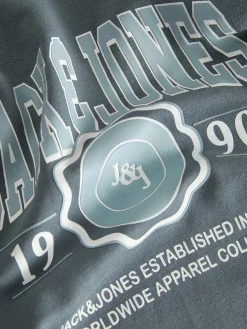 JACK&JONES
19 90
J&J
JACK&JONES ESTABLISHED IN
WORLDWIDE APPAREL COL